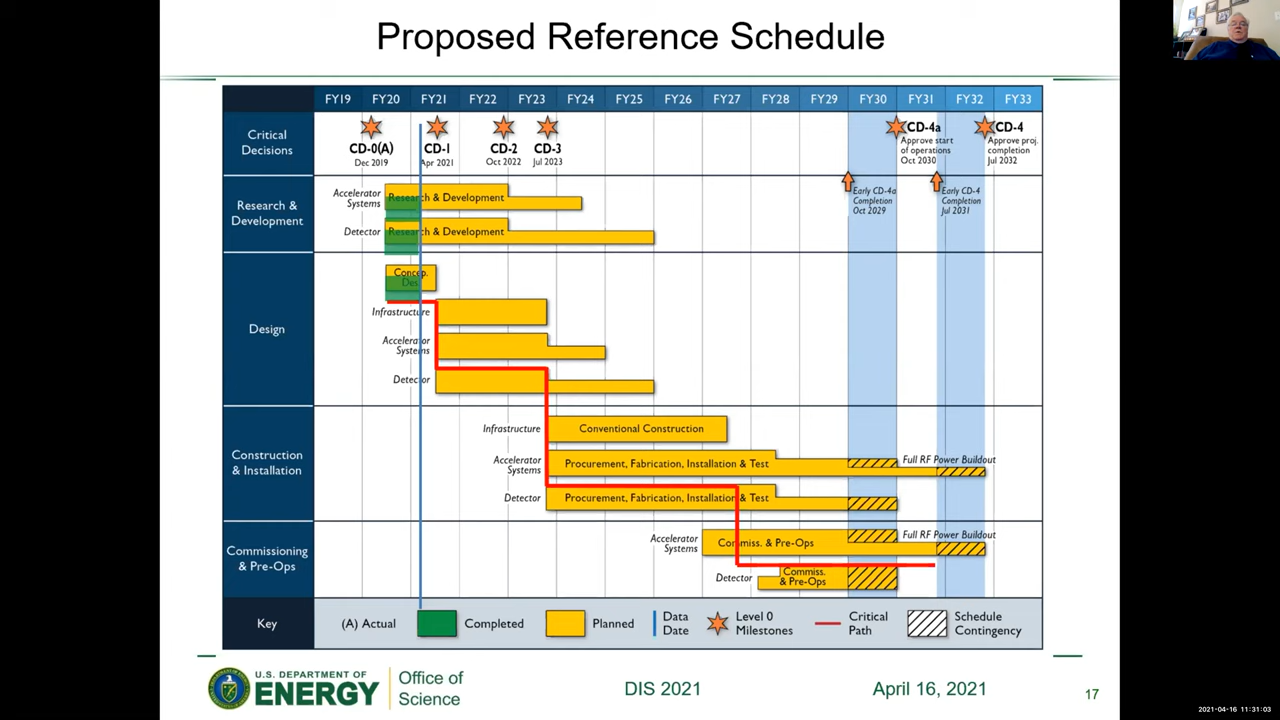 Proposed Reference Schedule
FY19 FY20 FY21 FY22 FY23 FY24 FY25 FY26 FY27 FY28 FY29 FY30 FY31 FY32 FY33
Critical
Decisions
CD-0(A)
Dec 2019
CD-1
Apr 2021
CD-2
Oct 2022
CD-3
Jul 2023
CD-4a
Approve start
of operations
Oct 2030
CD-4
Approve proj.
completion
Jul 2032
Early CD-4a
Completion
Oct 2029
Early CD-4
Completion
Jul 2031
Research &
Development
Accelerator
Systems
Research & Development
Detector
Research & Development
Design
Concep.
Des.
Infrastructure
Accelerator
Systems
Detector
Construction
& Installation
Infrastructure
Conventional Construction
Accelerator
Systems
Procurement, Fabrication, Installation & Test
Full RF Power Buildout
Detector
Procurement, Fabrication, Installation & Test
Commissioning
& Pre-Ops
Accelerator
Systems
Commiss. & Pre-Ops
Full RF Power Buildout
Detector
Commiss.
& Pre-Ops
Key
(A) Actual
Completed
Planned
Data
Date
Level 0
Milestones
Critical
Path
Schedule
Contingency
U.S. DEPARTMENT OF
ENERGY
Office of
Science
DIS 2021
April 16, 2021
17
2021-04-16 11:31:03